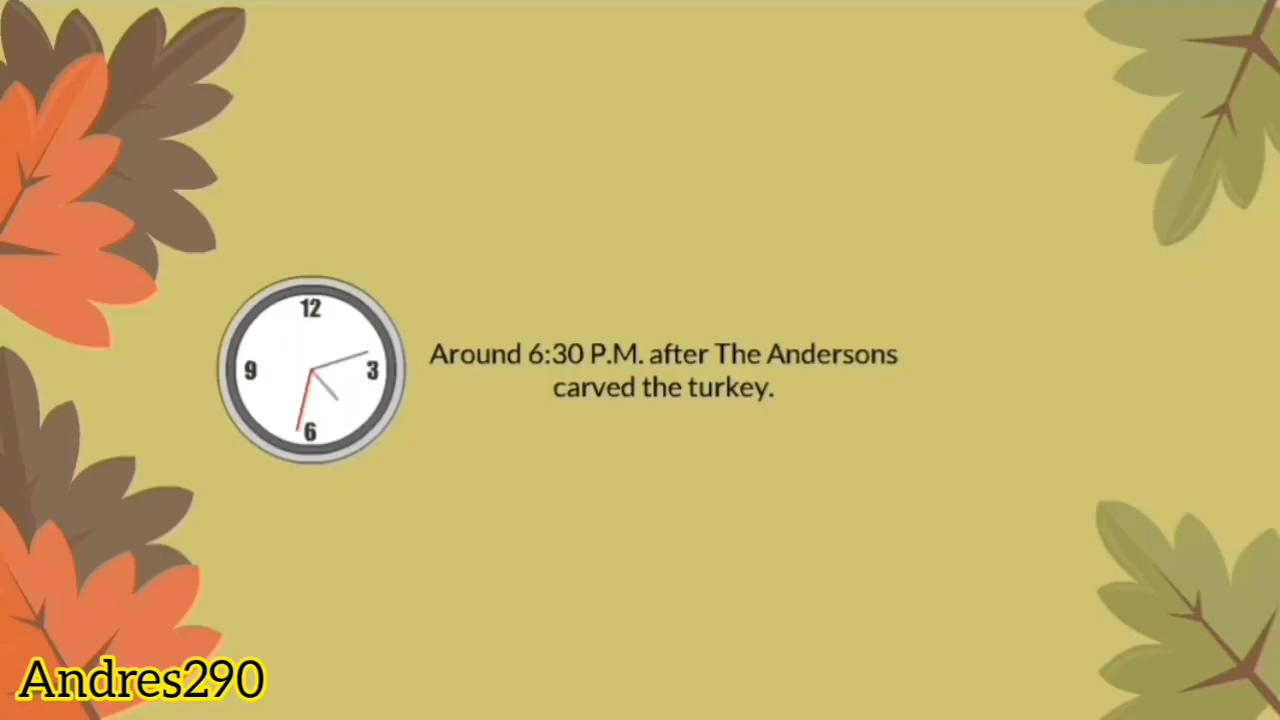 12
9
3
6
Around 6:30 P.M. after The Andersons
carved the turkey.
Andres290